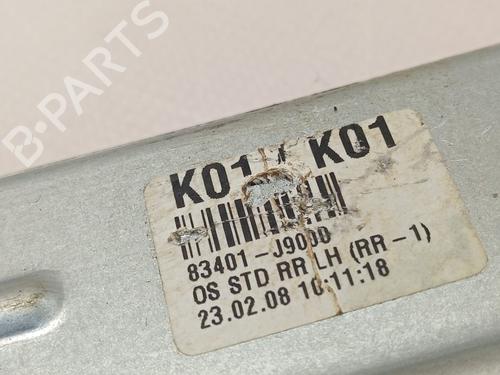 B-PARTS
K01 / K01
83401-J9000
OS STD RR LH (RR-1)
23.02.08 10:11:18